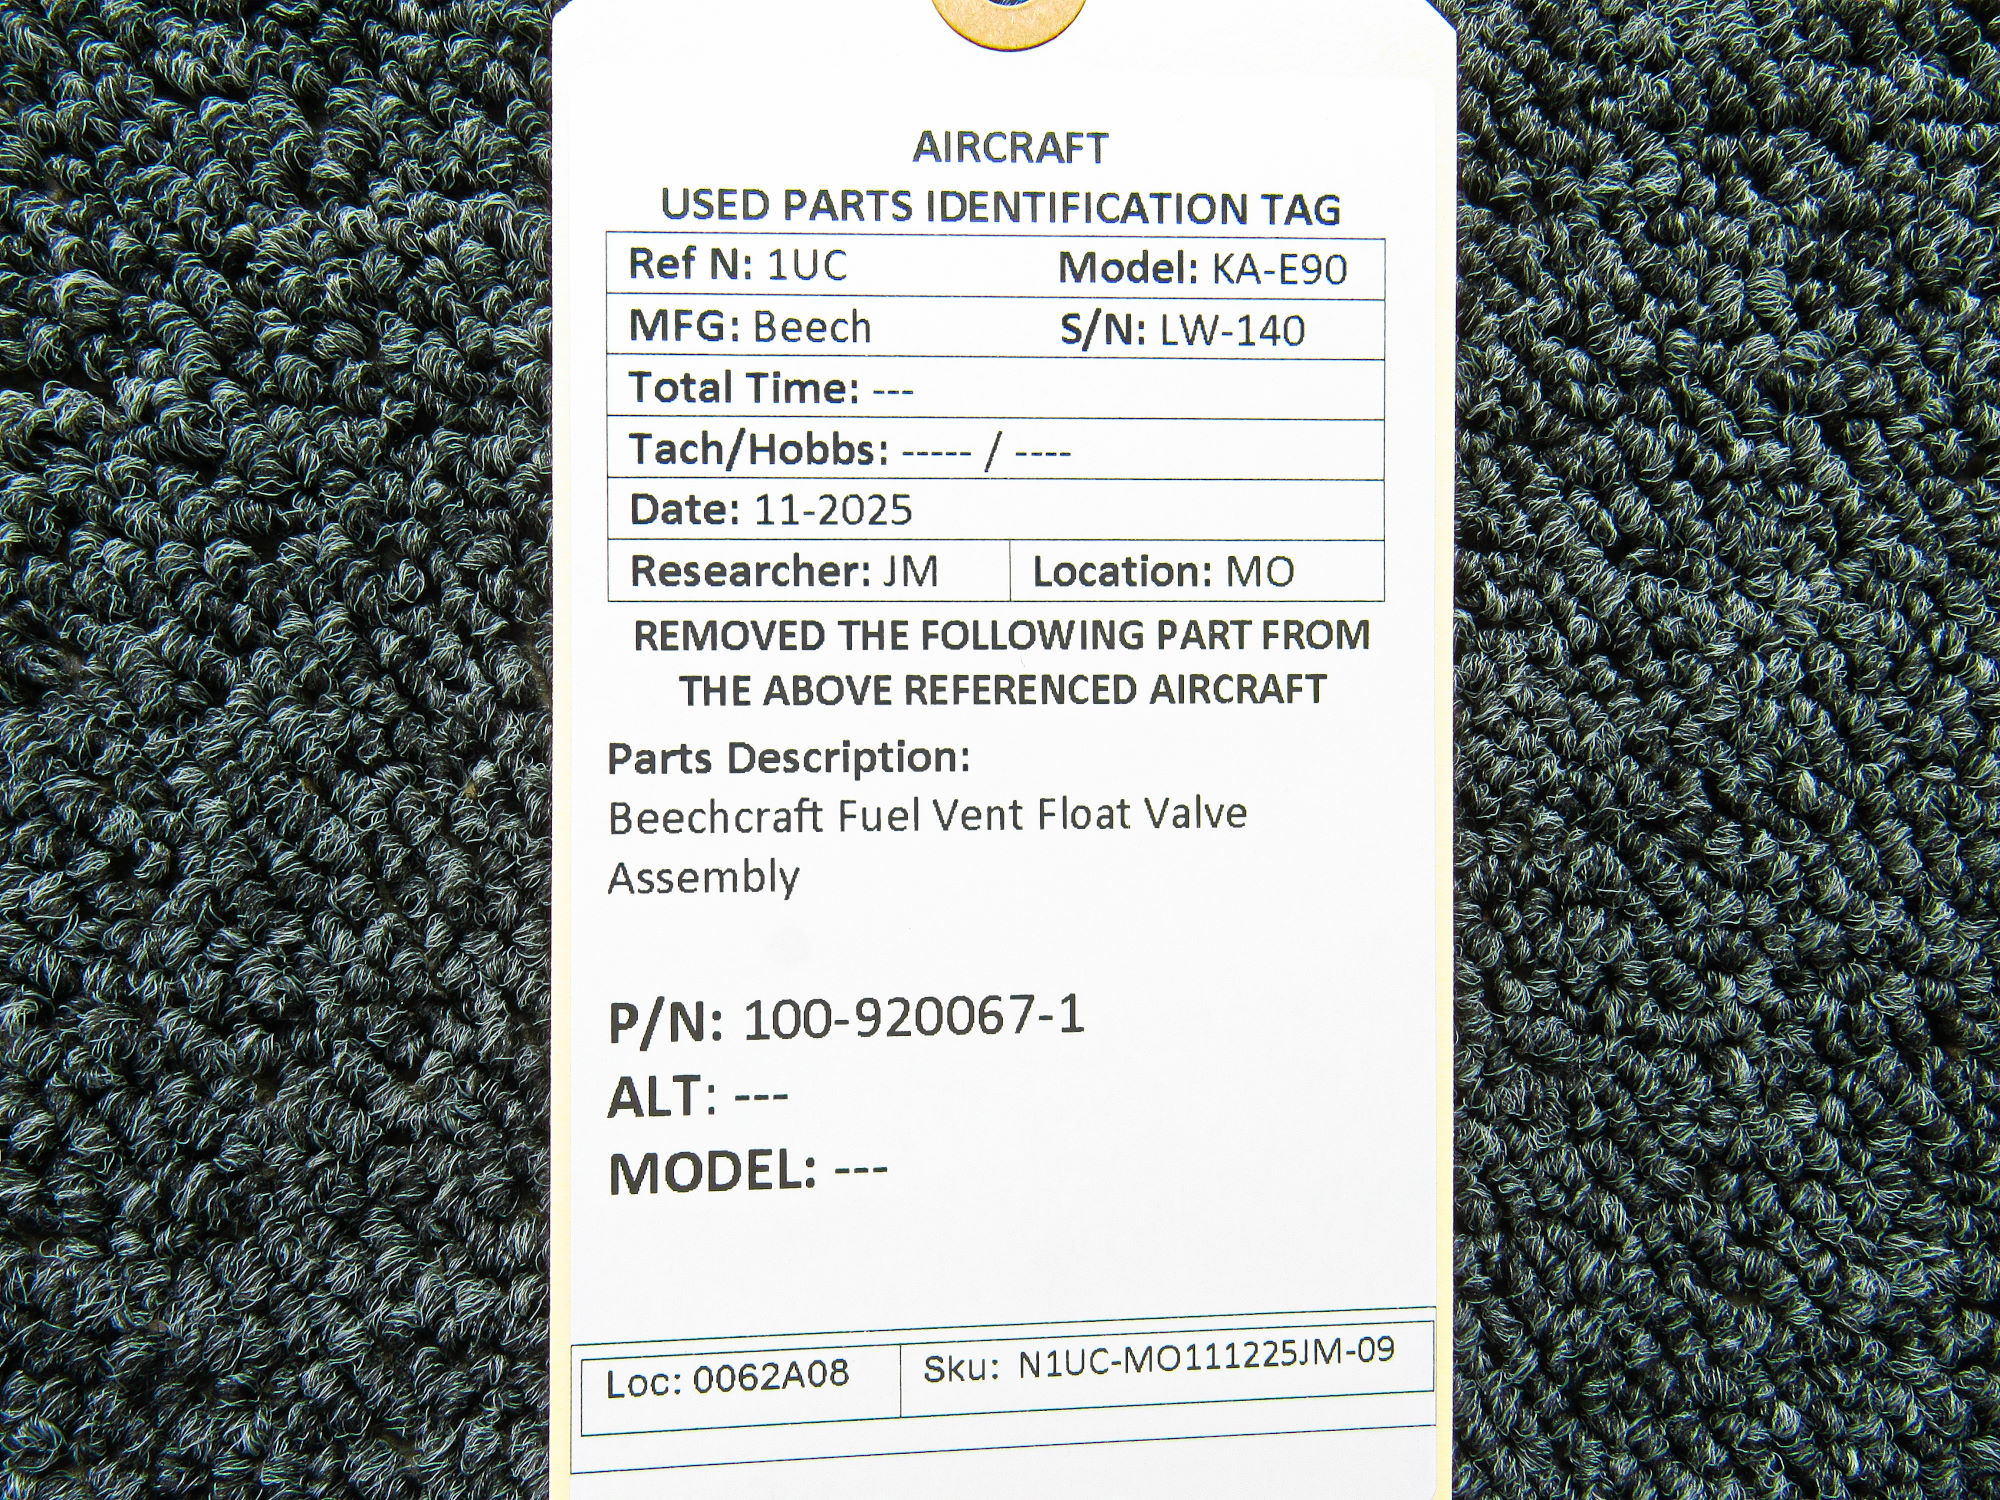 AIRCRAFT
USED PARTS IDENTIFICATION TAG
Ref N: 1UC Model: KA-E90
MFG: Beech S/N: LW-140
Total Time: ---
Tach/Hobbs: ----- / ----
Date: 11-2025
Researcher: JM Location: MO
REMOVED THE FOLLOWING PART FROM
THE ABOVE REFERENCED AIRCRAFT
Parts Description:
Beechcraft Fuel Vent Float Valve
Assembly
P/N: 100-920067-1
ALT: ---
MODEL: ---
Loc: 0062A08 Sku: N1UC-MO111225JM-09